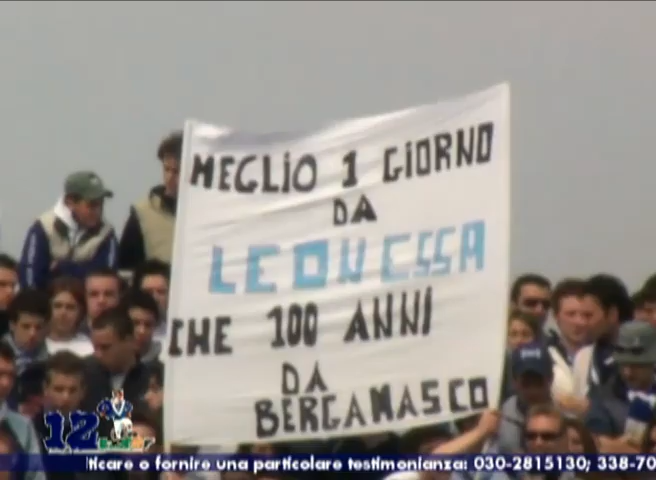 MEGLIO 1 GIORNO
DA
LEONESSA
CHE 100 ANNI
DA
BERGAMASCO
12
ticare o fornire una particolare testimonianza: 030-2815130; 338-70